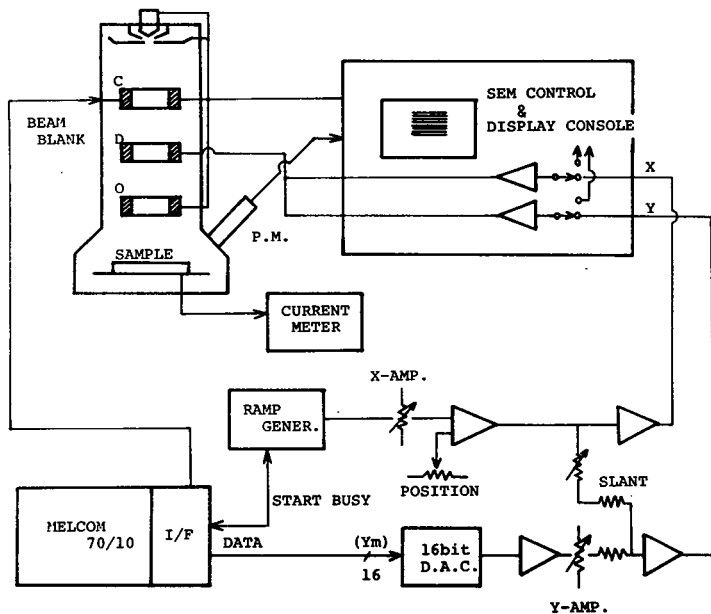 C
BEAM
BLANK
D
O
SAMPLE
P.M.
SEM CONTROL
&
DISPLAY CONSOLE
X
Y
CURRENT
METER
X-AMP.
RAMP
GENER.
POSITION
SLANT
START BUSY
MELCOM
70/10
I/F
DATA
(Ym)
16
16bit
D.A.C.
Y-AMP.